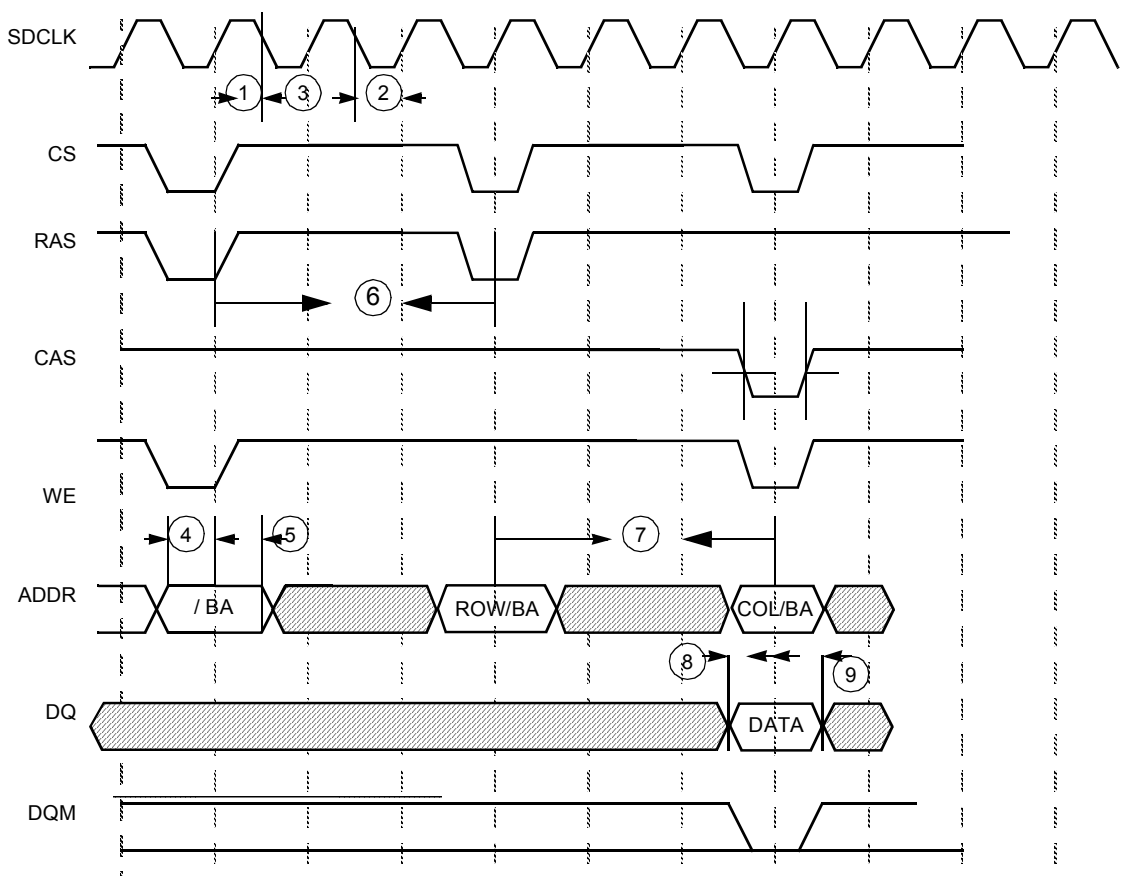 SDCLK
1 3 2
CS
RAS
6
CAS
WE
4 5 7
ADDR / BA ROW/BA COL/BA
8 9
DQ DATA
DQM